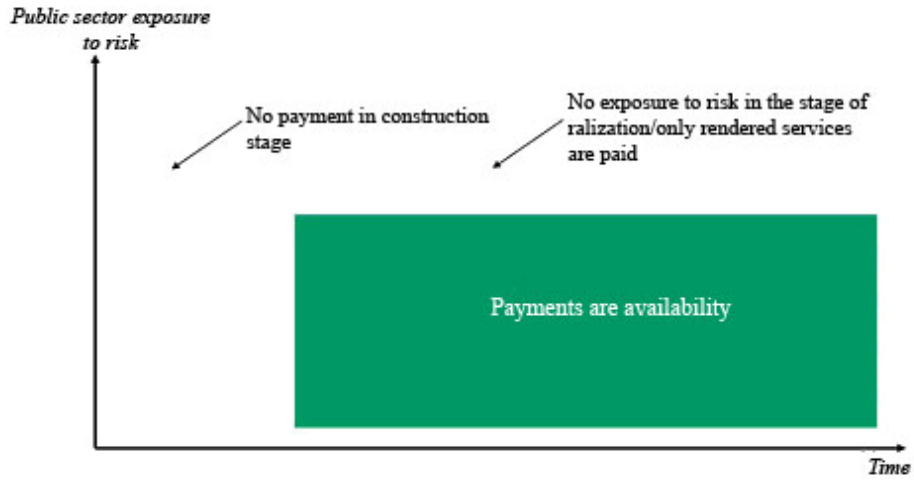 Public sector exposure
to risk
No payment in construction
stage
No exposure to risk in the stage of
ralization/only rendered services
are paid
Payments are availability
Time